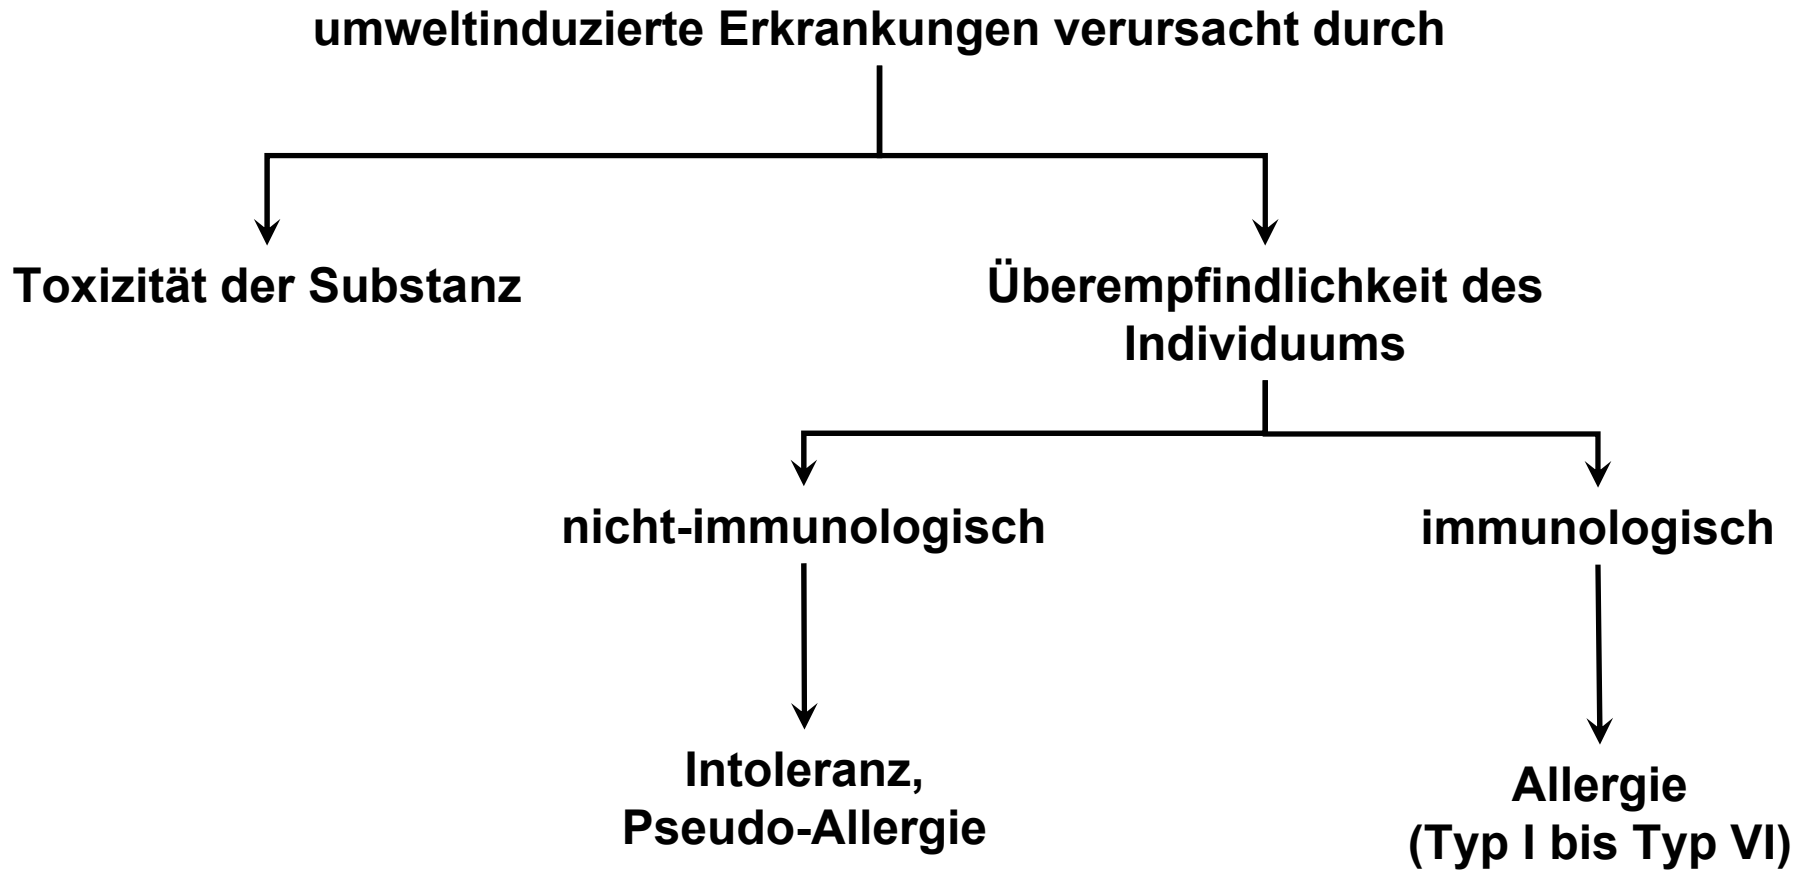 umweltinduzierte Erkrankungen verursacht durch
Toxizität der Substanz
Überempfindlichkeit des
Individuums
nicht-immunologisch
immunologisch
Intoleranz,
Pseudo-Allergie
Allergie
(Typ I bis Typ VI)